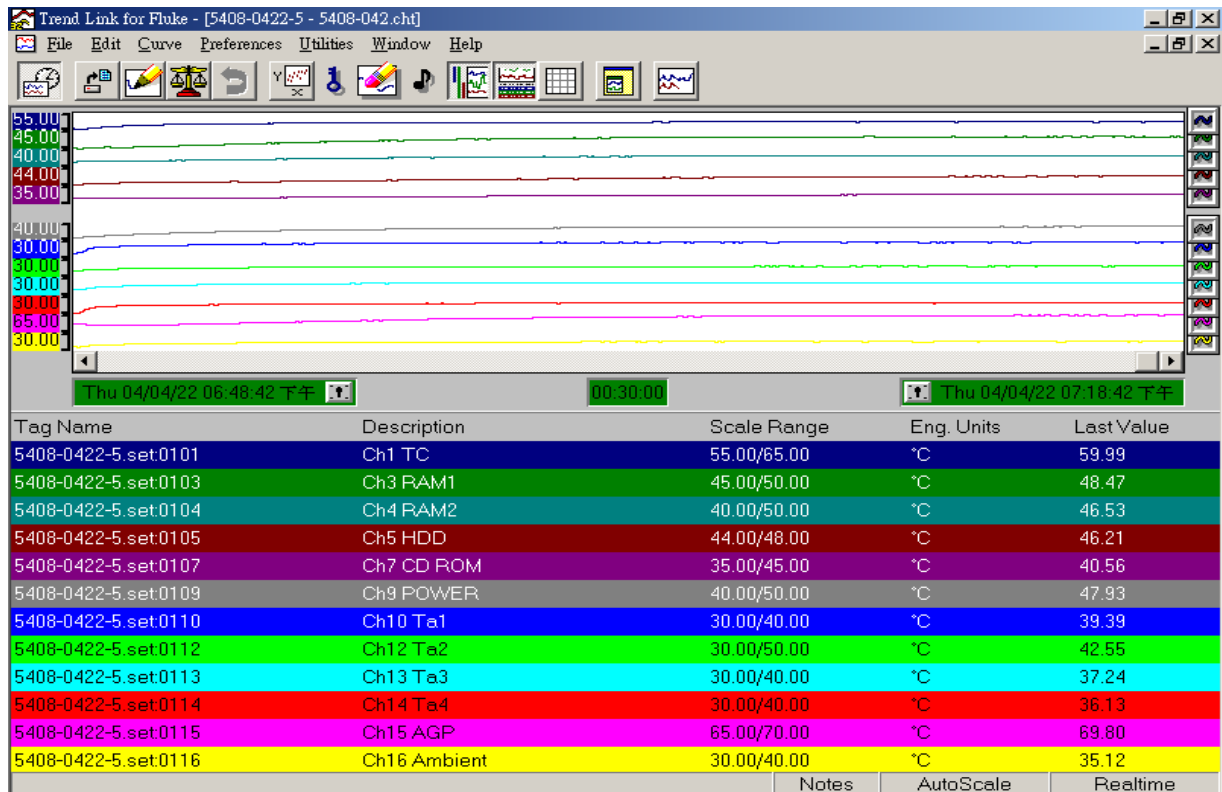 Trend Link for Fluke - [5408-0422-5 - 5408-042.cht]
File Edit Curve Preferences Utilities Window Help
55.00
45.00
40.00
44.00
35.00
40.00
30.00
30.00
30.00
30.00
65.00
30.00
Thu 04/04/22 06:48:42 下午 00:30:00 Thu 04/04/22 07:18:42 下午
Tag Name Description Scale Range Eng. Units Last Value
5408-0422-5.set:0101 Ch1 TC 55.00/65.00 °C 59.99
5408-0422-5.set:0103 Ch3 RAM1 45.00/50.00 °C 48.47
5408-0422-5.set:0104 Ch4 RAM2 40.00/50.00 °C 46.53
5408-0422-5.set:0105 Ch5 HDD 44.00/48.00 °C 46.21
5408-0422-5.set:0107 Ch7 CD ROM 35.00/45.00 °C 40.56
5408-0422-5.set:0109 Ch9 POWER 40.00/50.00 °C 47.93
5408-0422-5.set:0110 Ch10 Ta1 30.00/40.00 °C 39.39
5408-0422-5.set:0112 Ch12 Ta2 30.00/50.00 °C 42.55
5408-0422-5.set:0113 Ch13 Ta3 30.00/40.00 °C 37.24
5408-0422-5.set:0114 Ch14 Ta4 30.00/40.00 °C 36.13
5408-0422-5.set:0115 Ch15 AGP 65.00/70.00 °C 69.80
5408-0422-5.set:0116 Ch16 Ambient 30.00/40.00 °C 35.12
Notes AutoScale Realtime